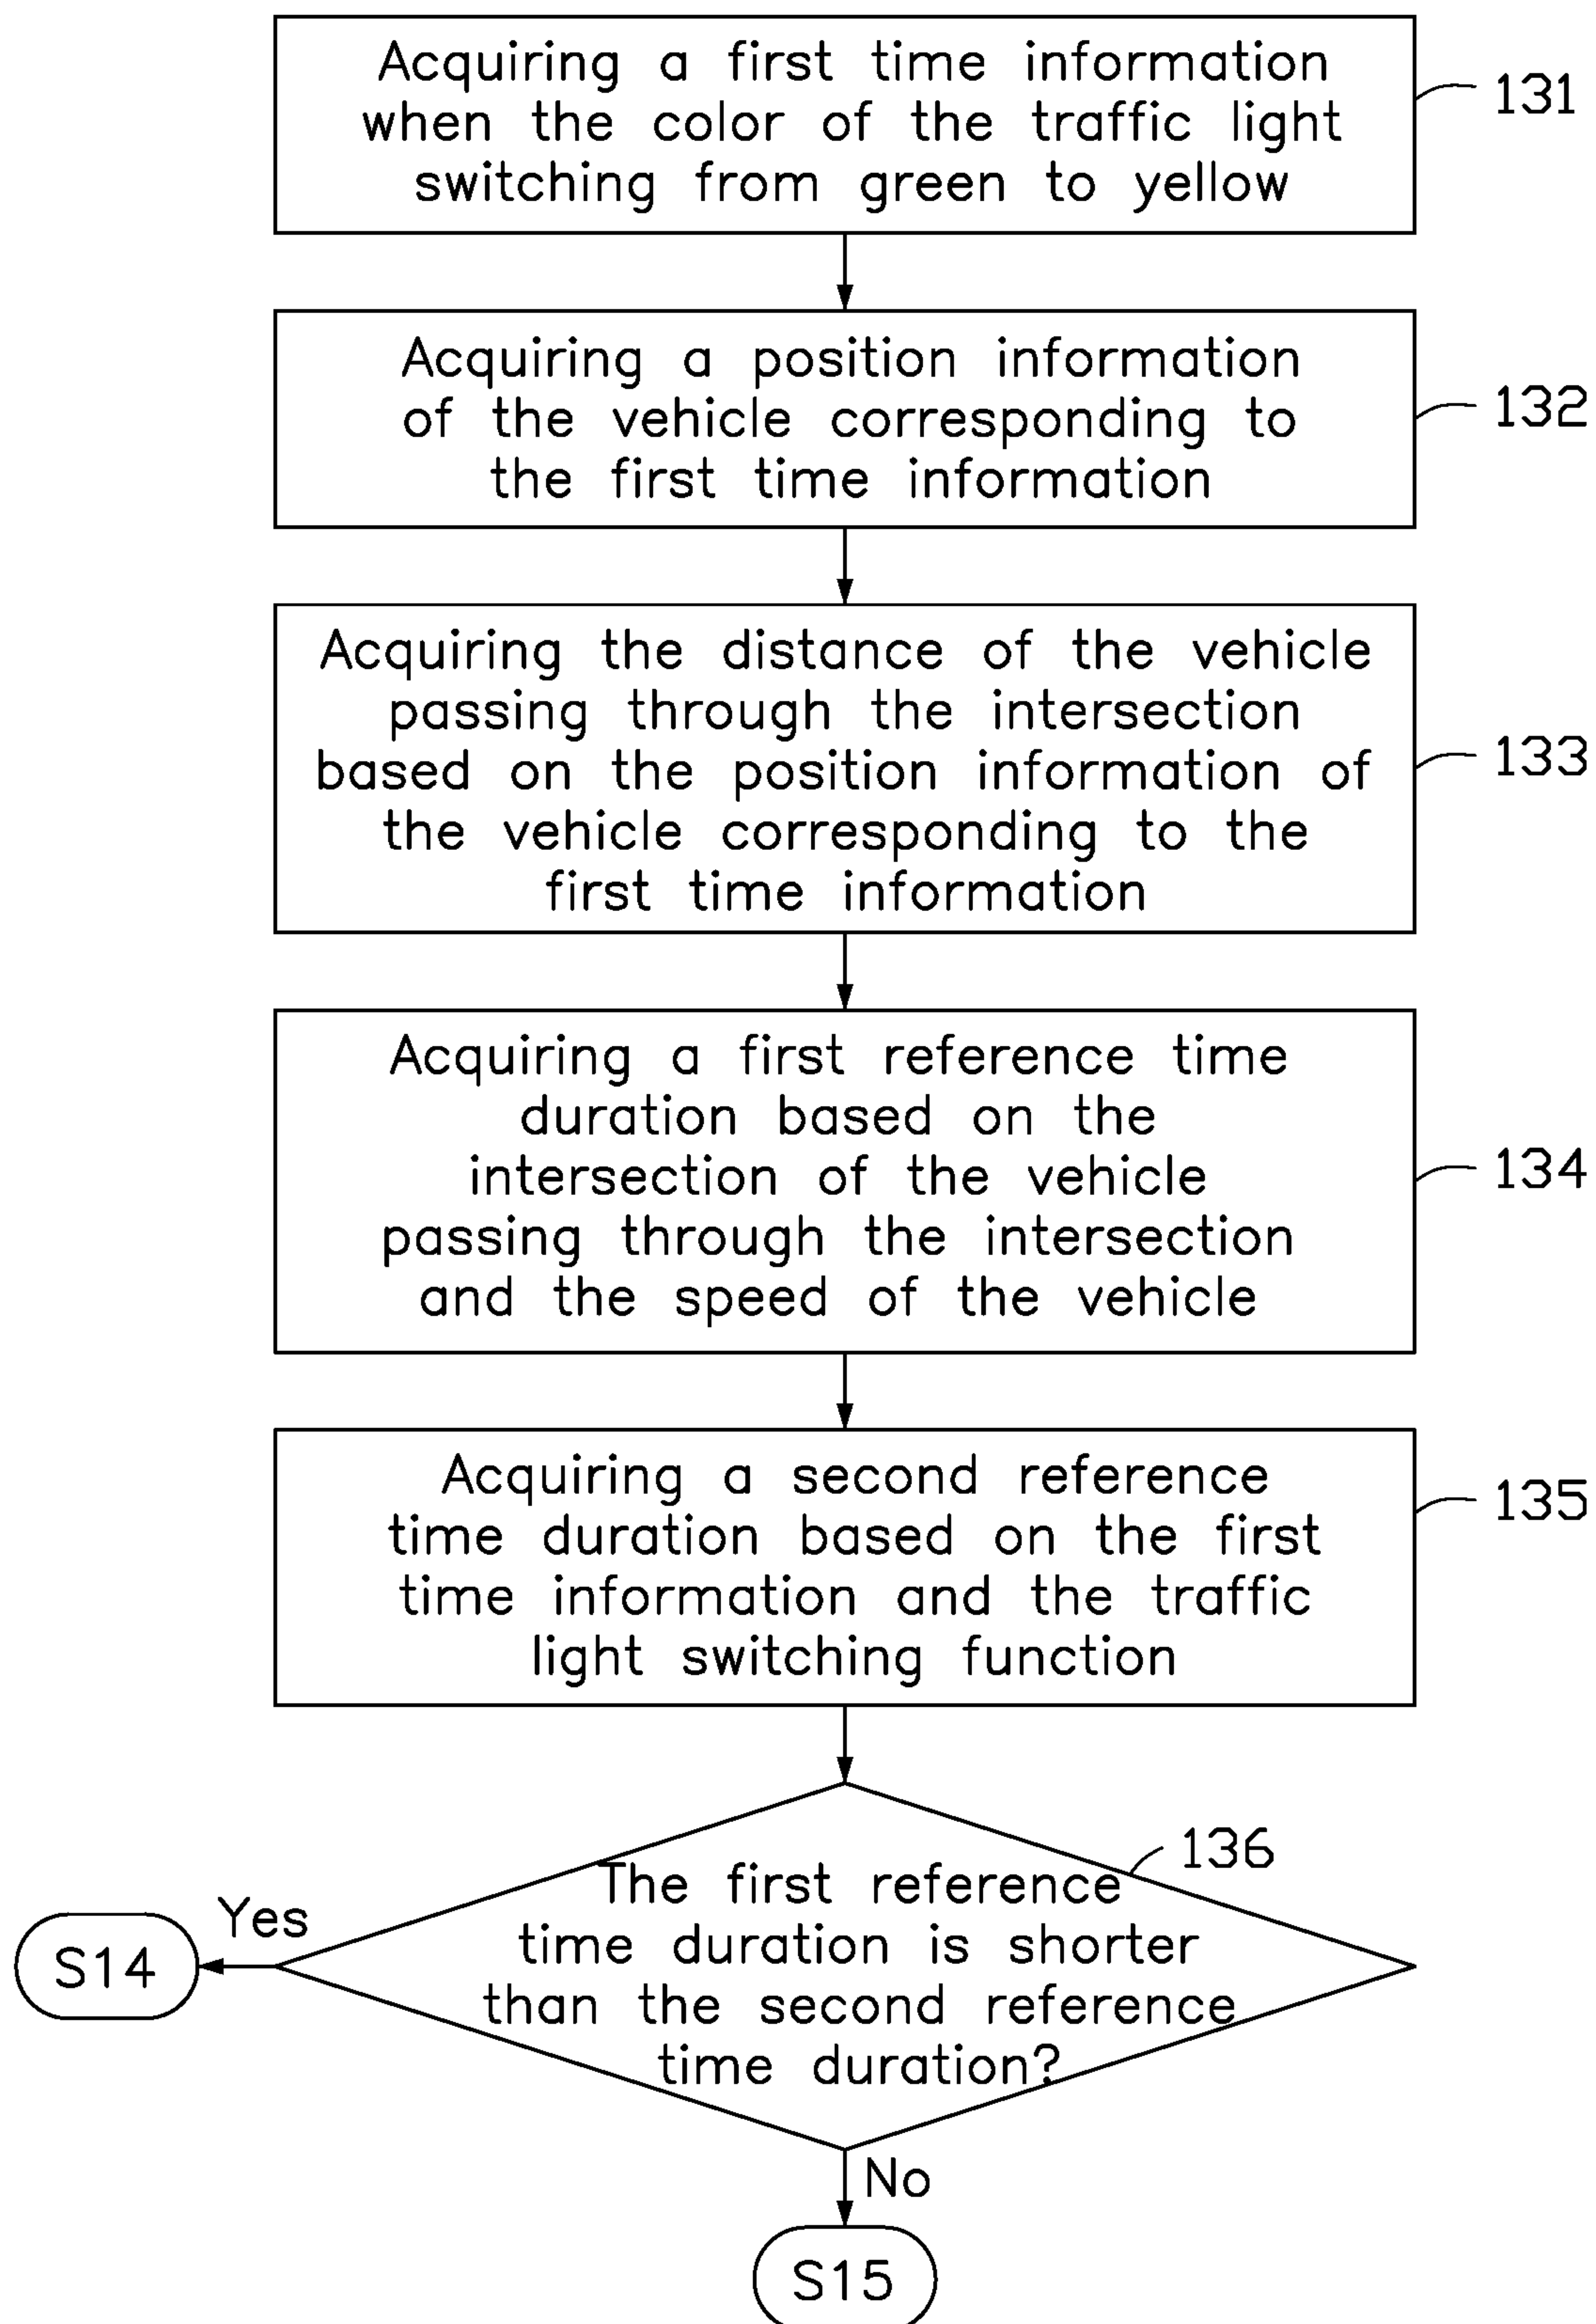 Acquiring a first time information
when the color of the traffic light
switching from green to yellow
131
Acquiring a position information
of the vehicle corresponding to
the first time information
132
Acquiring the distance of the vehicle
passing through the intersection
based on the position information of
the vehicle corresponding to the
first time information
133
Acquiring a first reference time
duration based on the
intersection of the vehicle
passing through the intersection
and the speed of the vehicle
134
Acquiring a second reference
time duration based on the first
time information and the traffic
light switching function
135
136
The first reference
time duration is shorter
than the second reference
time duration?
Yes
S14
No
S15